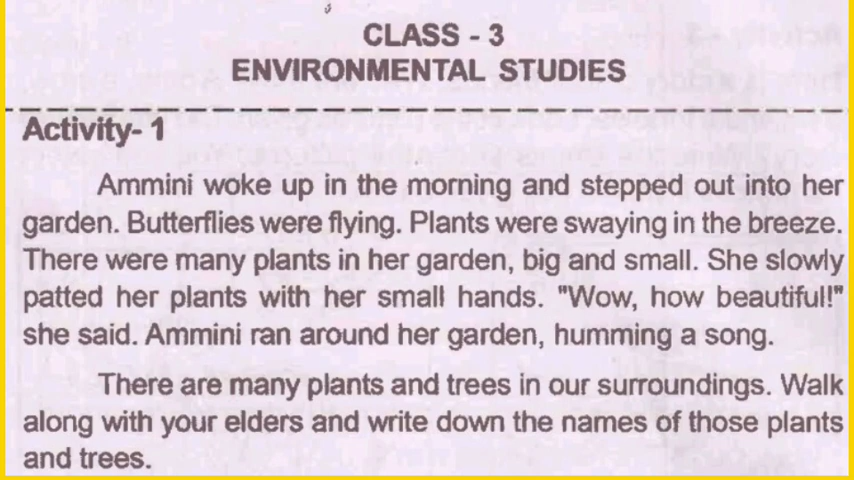 CLASS - 3
ENVIRONMENTAL STUDIES
Activity- 1
Ammini woke up in the morning and stepped out into her
garden. Butterflies were flying. Plants were swaying in the breeze.
There were many plants in her garden, big and small. She slowly
patted her plants with her small hands. "Wow, how beautiful!"
she said. Ammini ran around her garden, humming a song.
There are many plants and trees in our surroundings. Walk
along with your elders and write down the names of those plants
and trees.